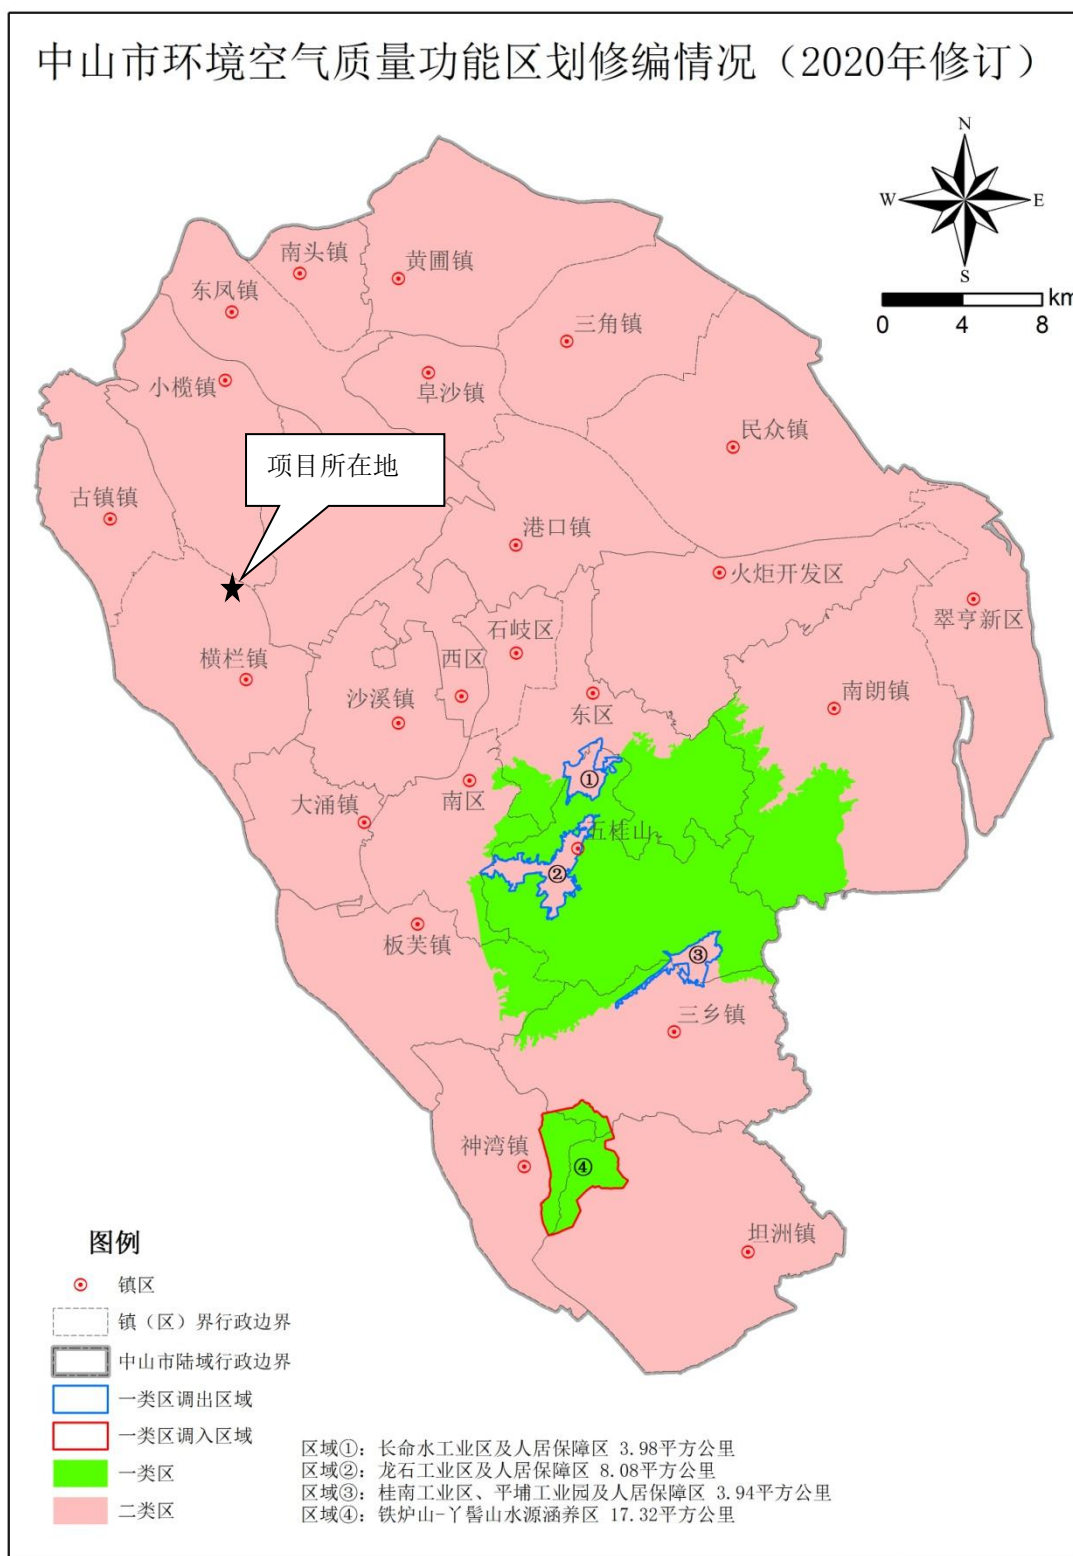 中山市环境空气质量功能区划修编情况（2020年修订）
N
W
E
S
km
0 4 8
南头镇
黄圃镇
东凤镇
三角镇
小榄镇
阜沙镇
民众镇
项目所在地
古镇镇
港口镇
火炬开发区
翠亨新区
石岐区
横栏镇
西区
沙溪镇
东区
南朗镇
①
南区
大涌镇
五桂山
②
板芙镇
③
三乡镇
神湾镇
④
坦洲镇
图例
镇区
镇（区）界行政边界
中山市陆域行政边界
一类区调出区域
一类区调入区域
一类区
二类区
区域①：长命水工业区及人居保障区 3.98平方公里
区域②：龙石工业区及人居保障区 8.08平方公里
区域③：桂南工业区、平埔工业园及人居保障区 3.94平方公里
区域④：铁炉山-丫髻山水源涵养区 17.32平方公里